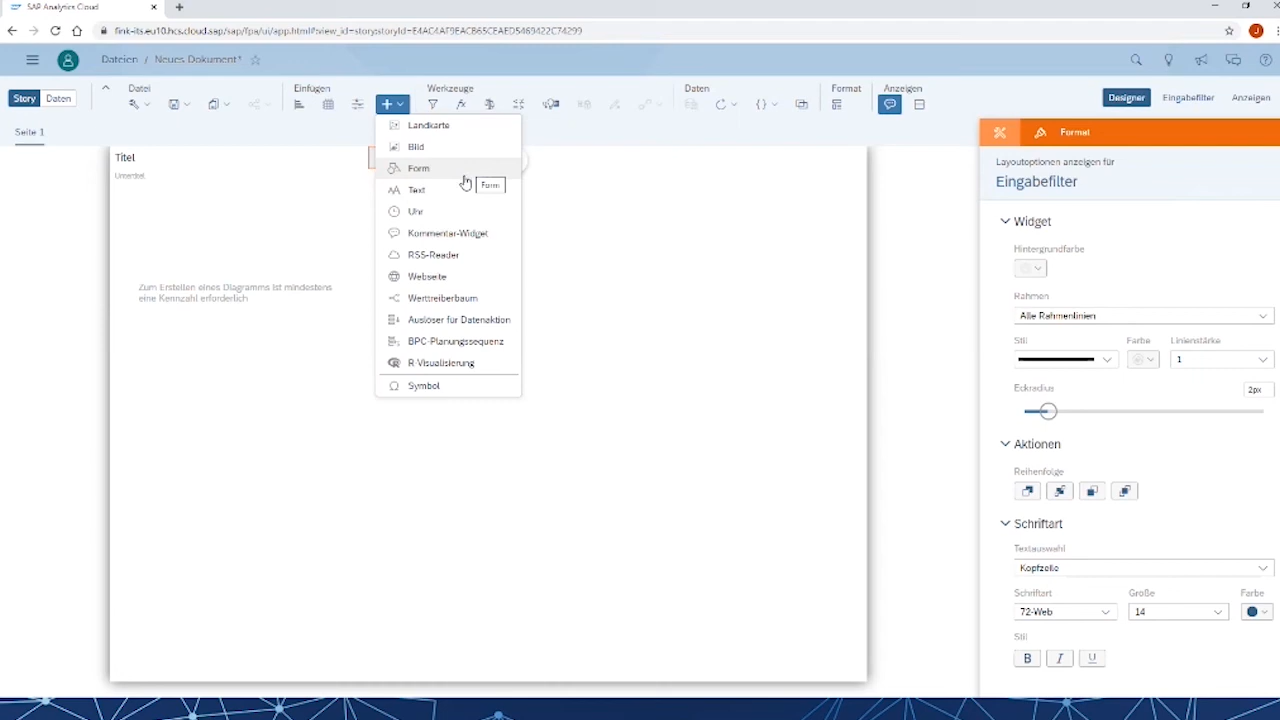 SAP Analytics Cloud
fink-its.eu10.hcs.cloud.sap/sap/fpa/ui/app.html#:view_id=story;storyId=E4AC4AF9EACB65CEAED5469422C74299
J
Dateien / Neues Dokument*
Story Daten
Datei
Einfügen
Werkzeuge
Daten
Format
Anzeigen
Designer Eingabefilter Anzeigen
Seite 1
Titel
Untertitel
Zum Erstellen eines Diagramms ist mindestens
eine Kennzahl erforderlich
Landkarte
Bild
Form
Form
Text
Uhr
Kommentar-Widget
RSS-Reader
Webseite
Werttreiberbaum
Auslöser für Datenaktion
BPC-Planungssequenz
R-Visualisierung
Symbol
Format
Layoutoptionen anzeigen für
Eingabefilter
Widget
Hintergrundfarbe
Rahmen
Alle Rahmenlinien
Stil Farbe Linienstärke
1
Eckradius 2px
Aktionen
Reihenfolge
Schriftart
Textauswahl
Kopfzeile
Schriftart Größe Farbe
72-Web 14
Stil
B I U